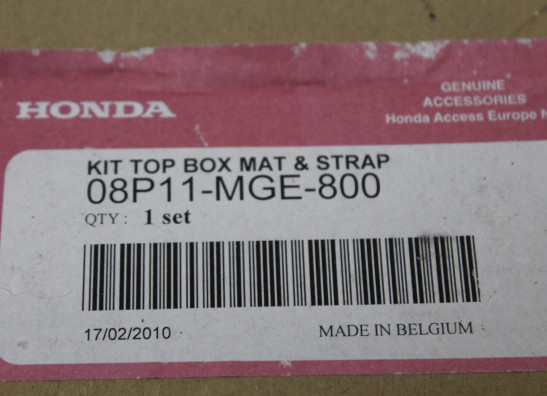 HONDA
GENUINE
ACCESSORIES
Honda Access Europe N
KIT TOP BOX MAT & STRAP
08P11-MGE-800
QTY : 1 set
17/02/2010 MADE IN BELGIUM